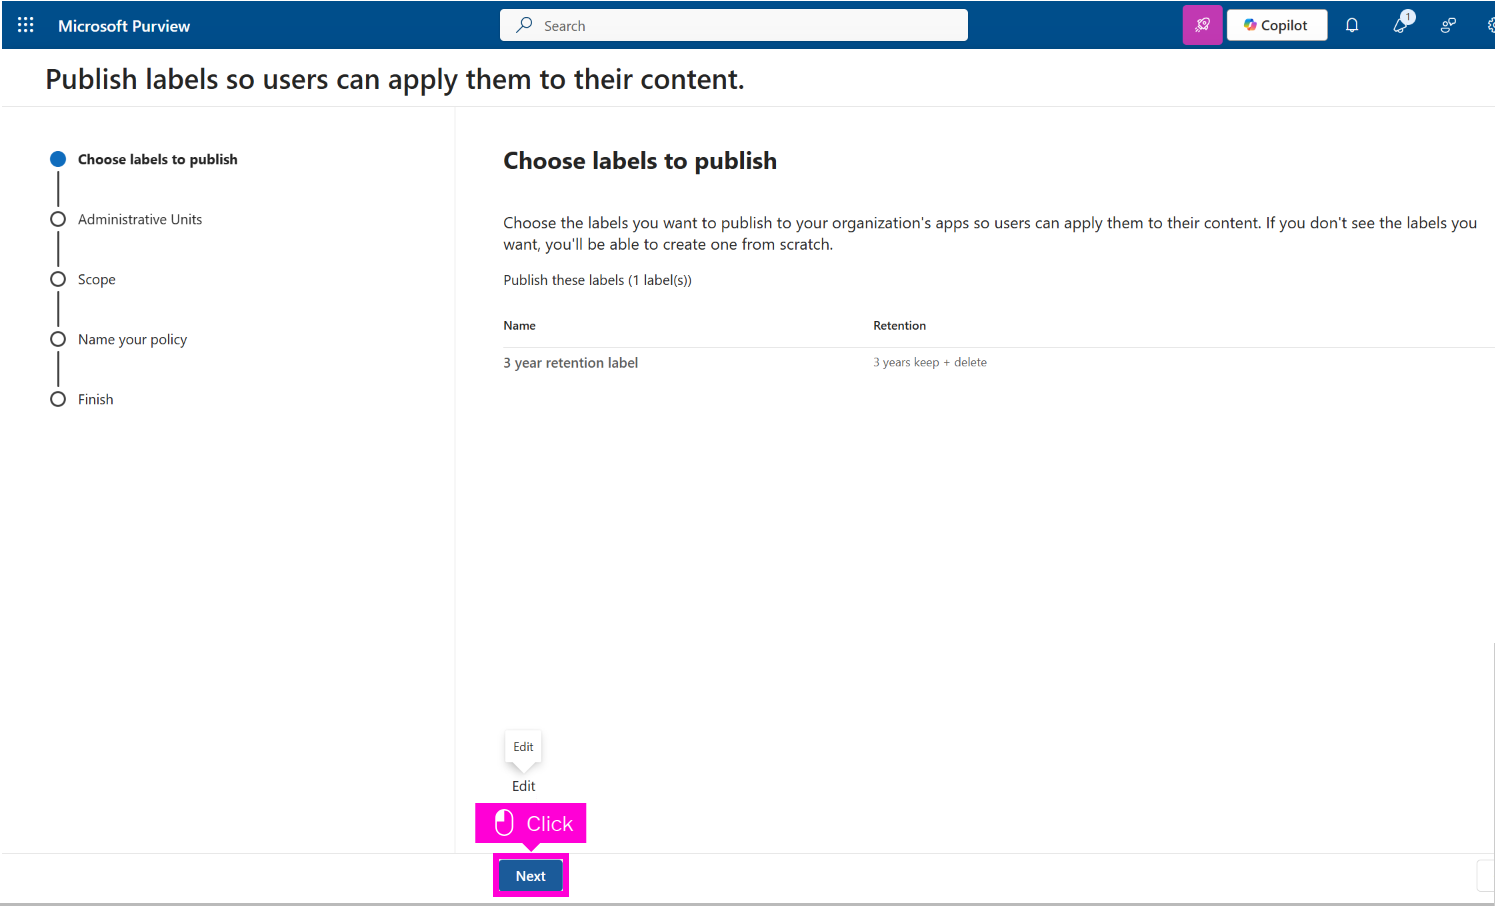 Microsoft Purview
Search
Copilot
1
Publish labels so users can apply them to their content.
Choose labels to publish
Administrative Units
Scope
Name your policy
Finish
Choose labels to publish
Choose the labels you want to publish to your organization's apps so users can apply them to their content. If you don't see the labels you
want, you'll be able to create one from scratch.
Publish these labels (1 label(s))
Name Retention
3 year retention label 3 years keep + delete
Edit
Edit
Click
Next